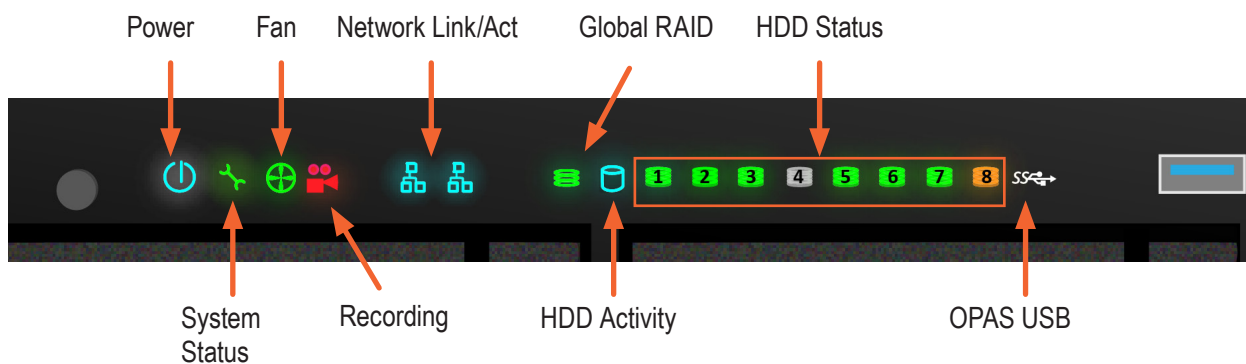 Power
Fan
Network Link/Act
Global RAID
HDD Status
1
2
3
4
5
6
7
8
SS
System
Status
Recording
HDD Activity
OPAS USB